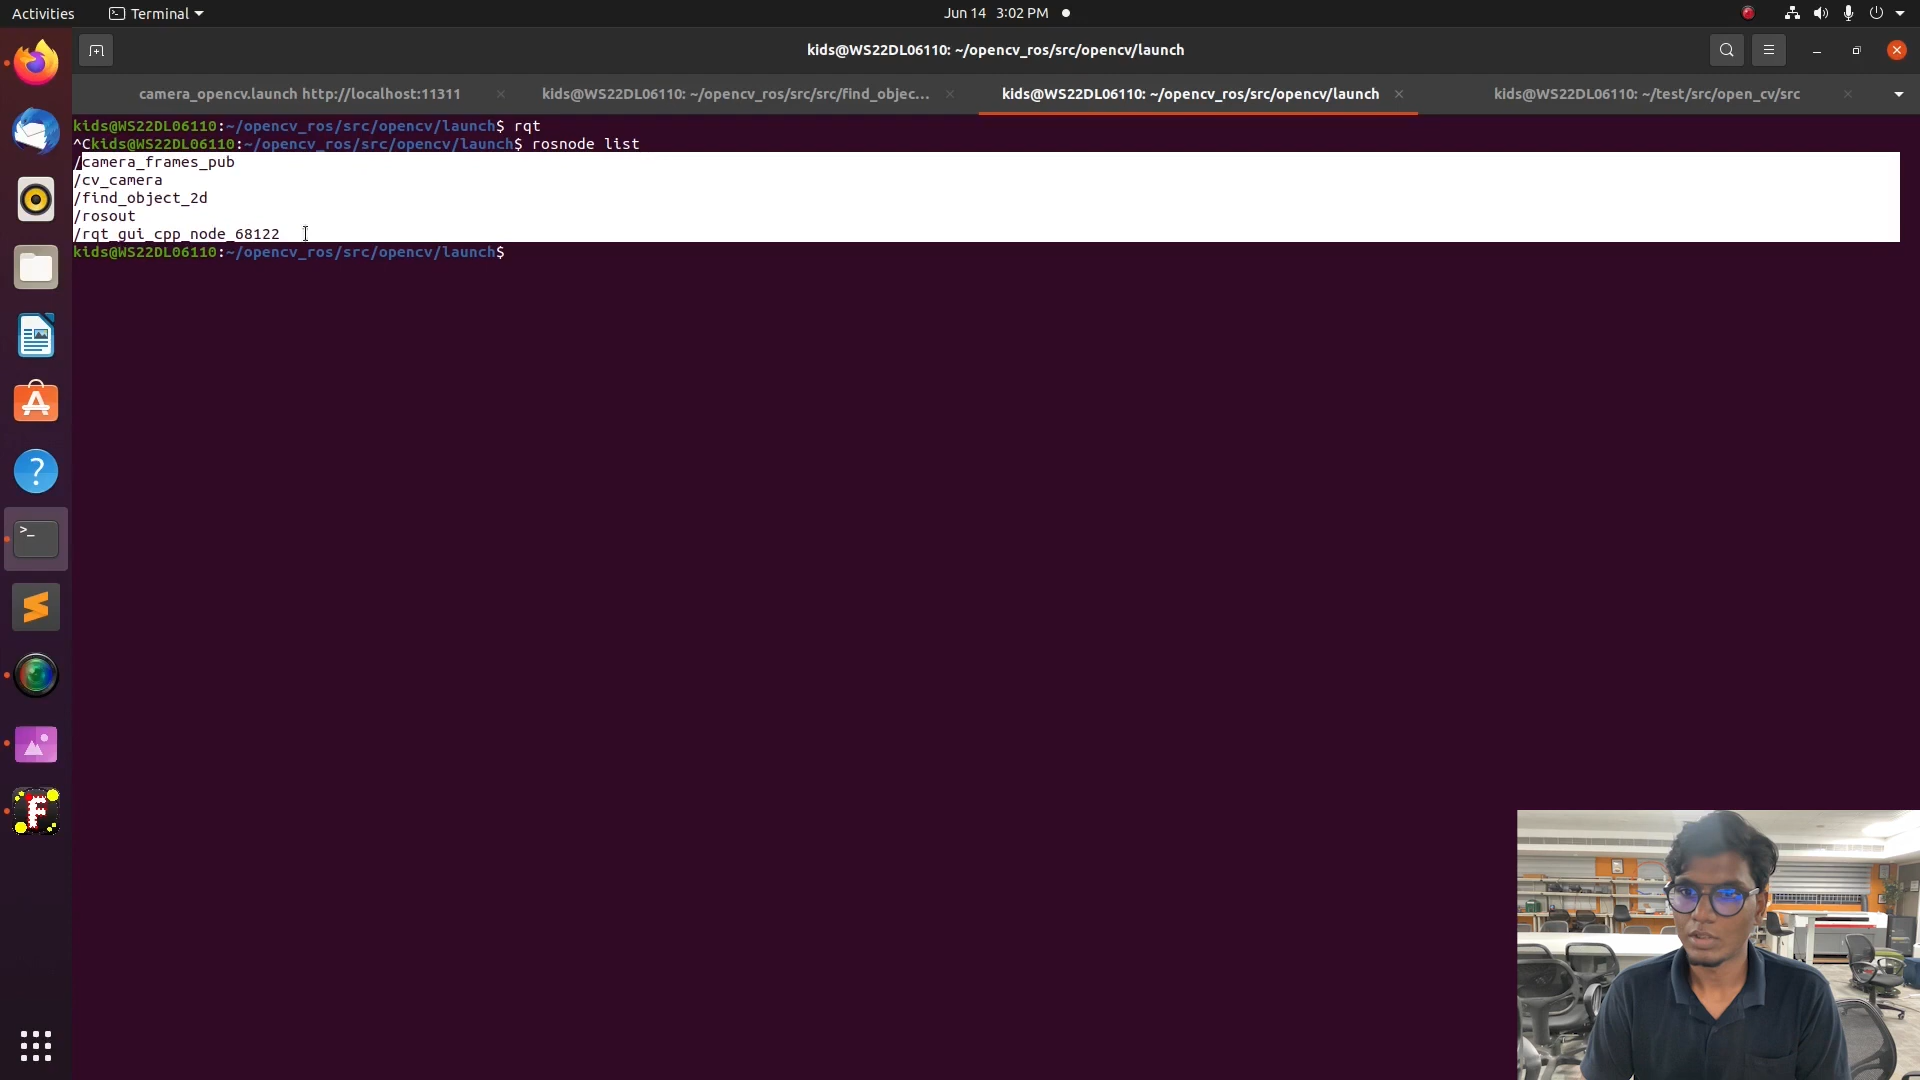 Activities Terminal Jun 14 3:02 PM
kids@WS22DL06110: ~/opencv_ros/src/opencv/launch
camera_opencv.launch http://localhost:11311 kids@WS22DL06110: ~/opencv_ros/src/src/find_objec... kids@WS22DL06110: ~/opencv_ros/src/opencv/launch kids@WS22DL06110: ~/test/src/open_cv/src
kids@WS22DL06110:~/opencv_ros/src/opencv/launch$ rqt
^Ckids@WS22DL06110:~/opencv_ros/src/opencv/launch$ rosnode list
/camera_frames_pub
/cv_camera
/find_object_2d
/rosout
/rqt_gui_cpp_node_68122
kids@WS22DL06110:~/opencv_ros/src/opencv/launch$